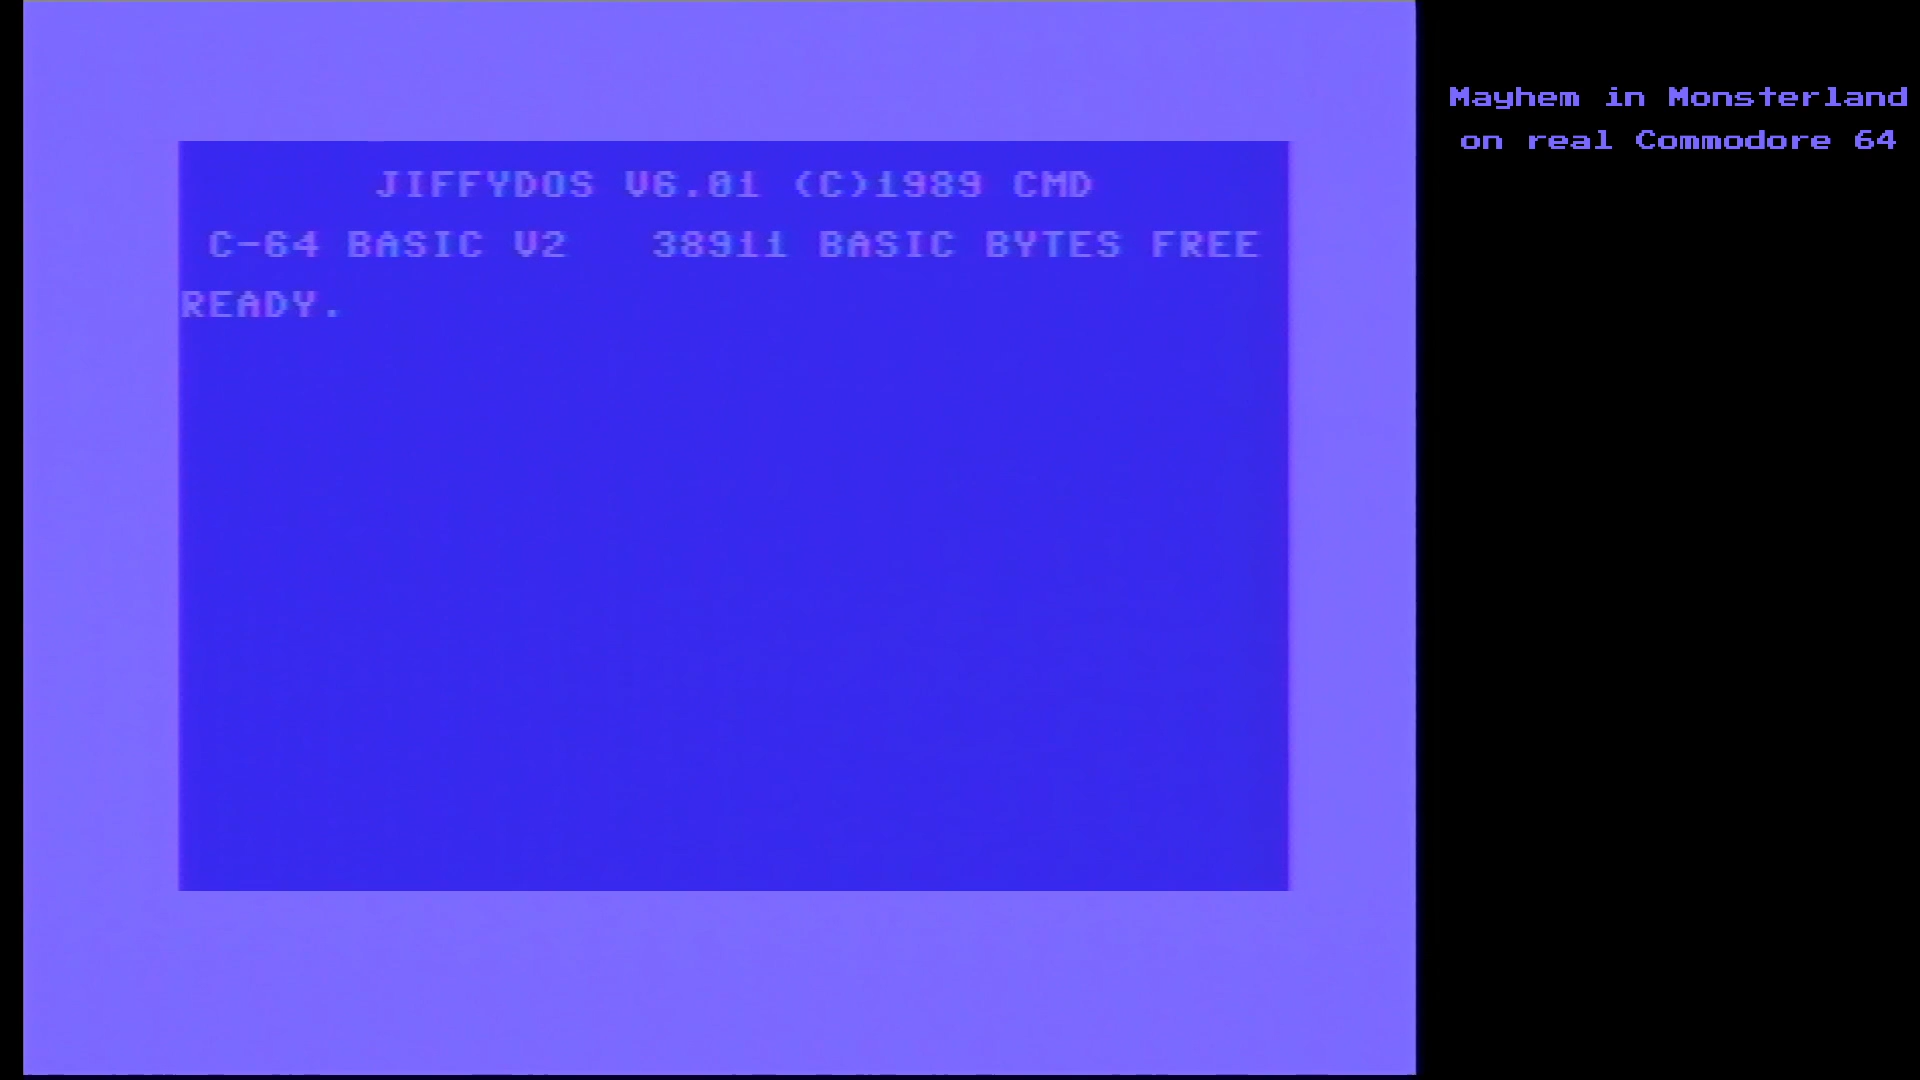 JIFFYDOS V6.01 (C)1989 CMD
C-64 BASIC V2   38911 BASIC BYTES FREE
READY.
Mayhem in Monsterland
on real Commodore 64